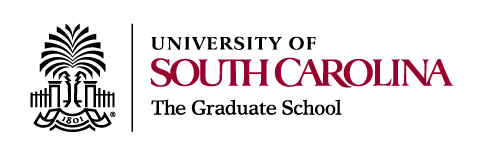 1801
®
UNIVERSITY OF
SOUTH CAROLINA
The Graduate School